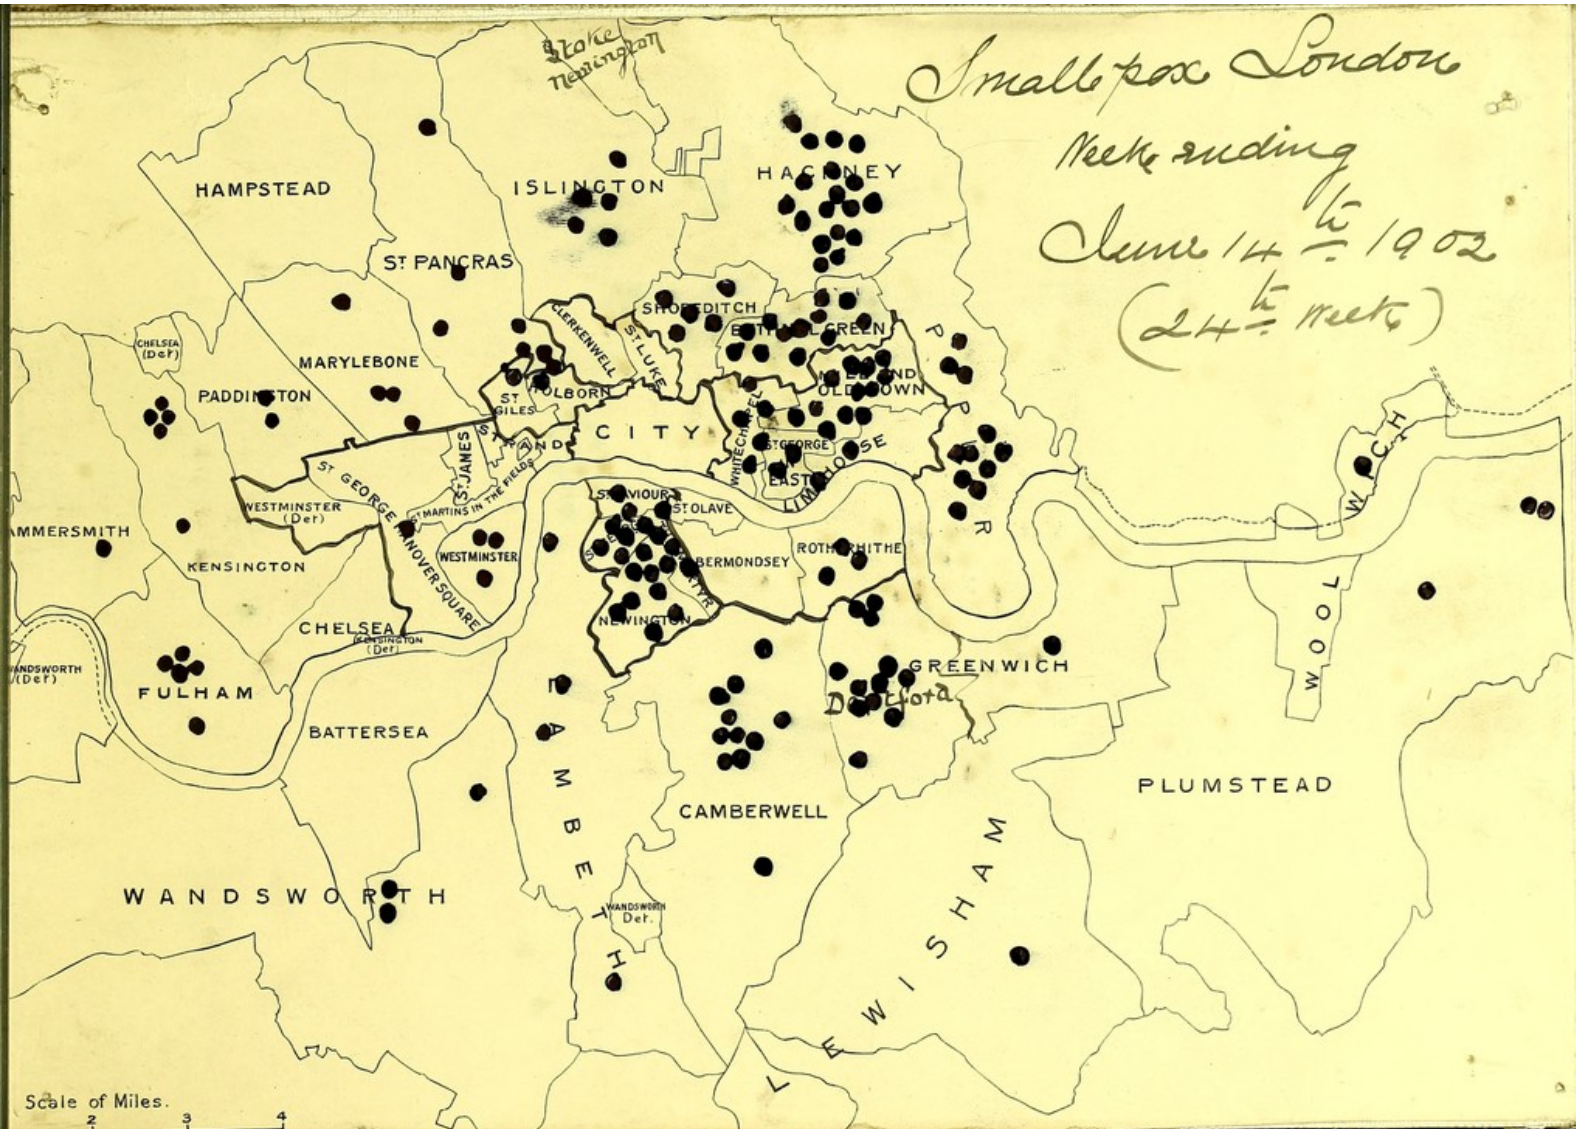 Stoke
Newington
Smallpox London
Week ending
June 14th 1902
(24th Week)
HAMPSTEAD
ISLINGTON
HACKNEY
ST PANCRAS
SHOREDITCH
CLERKENWELL
ST LUKE
BETHNAL GREEN
CHELSEA
(Det)
MARYLEBONE
PADDINGTON
ST
GILES
HOLBORN
MILE END
OLD TOWN
POPLAR
CITY
STRAND
ST JAMES
WHITECHAPEL
ST GEORGE
IN
EAST
LIMEHOUSE
ST GEORGE HANOVER SQUARE
ST MARTINS IN THE FIELDS
WESTMINSTER
(Det)
ST SAVIOUR
ST OLAVE
WOOLWICH
AMMERSMITH
KENSINGTON
WESTMINSTER
BERMONDSEY
ROTHERHITHE
NEWINGTON
CHELSEA
(KENSINGTON
(Det)
WANDSWORTH
(Det)
FULHAM
GREENWICH
Deptford
BATTERSEA
LAMBETH
CAMBERWELL
PLUMSTEAD
WANDSWORTH
WANDSWORTH
Det.
LEWISHAM
Scale of Miles.
2 3 4